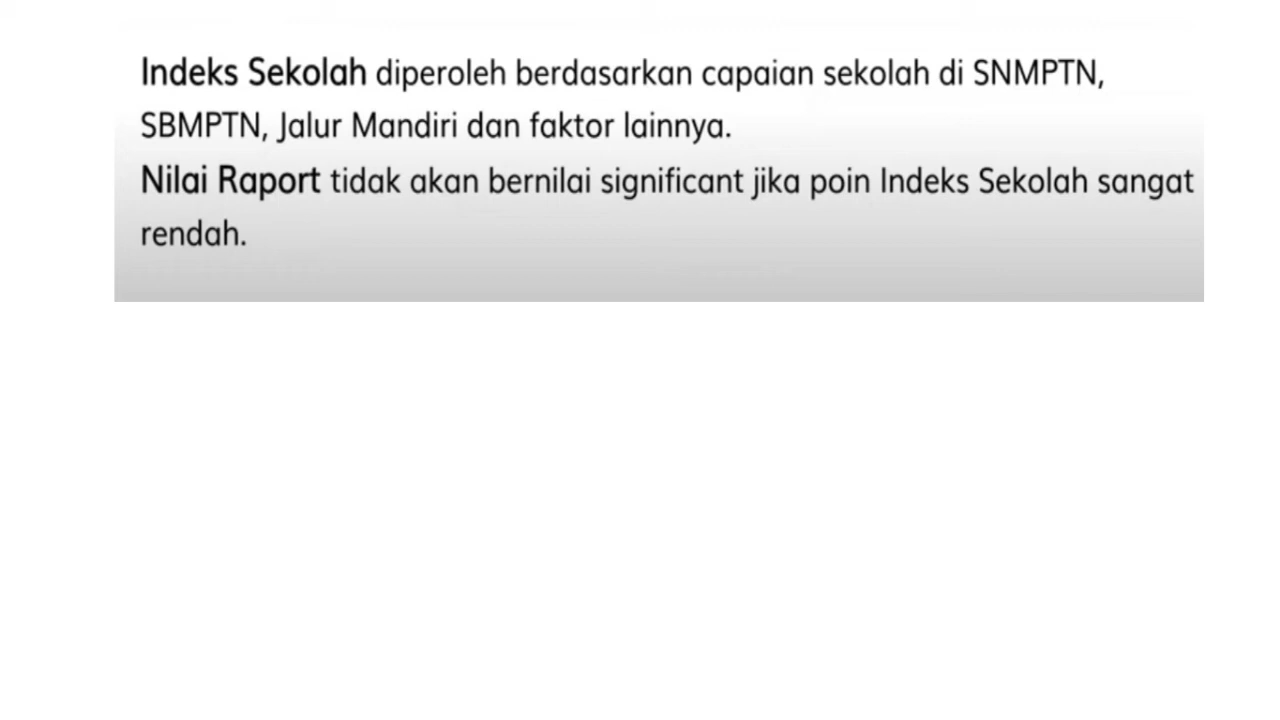 Indeks Sekolah diperoleh berdasarkan capaian sekolah di SNMPTN,
SBMPTN, Jalur Mandiri dan faktor lainnya.
Nilai Raport tidak akan bernilai significant jika poin Indeks Sekolah sangat
rendah.